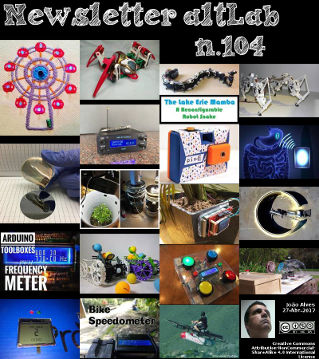 Newsletter altLab
n.104
The Lake Erie Mamba
A Reconfigurable
Robot Snake
ARDUINO
TOOLBOXES
FREQUENCY
METER
Bike
Speedometer
João Alves
27-Abr.2017
Creative Commons
Attribution-NonCommercial-
ShareAlike 4.0 International
License